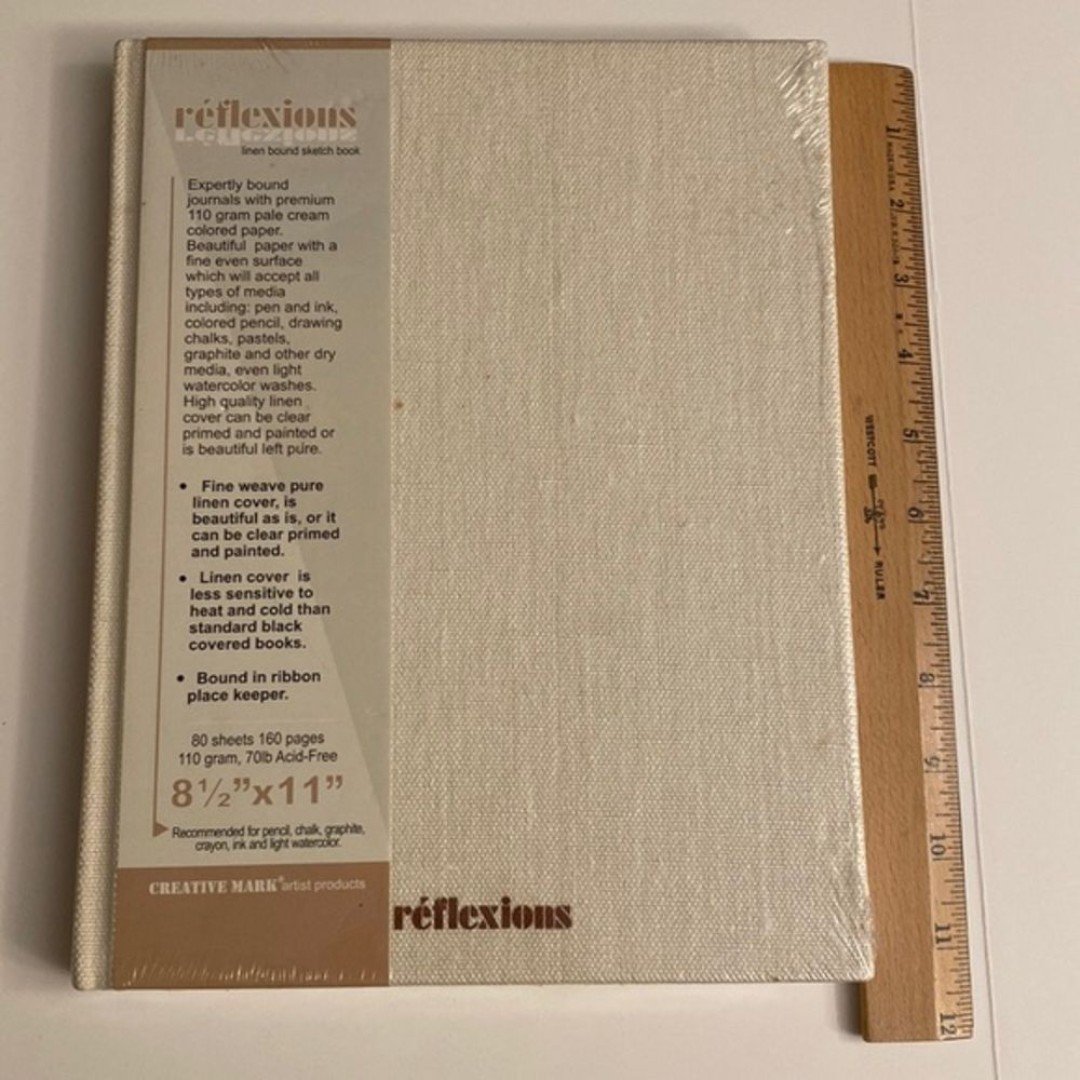 réflexions
linen bound sketch book
Expertly bound
journals with premium
110 gram pale cream
colored paper.
Beautiful paper with a
fine even surface
which will accept all
types of media
including: pen and ink,
colored pencil, drawing
chalks, pastels,
graphite and other dry
media, even light
watercolor washes.
High quality linen
cover can be clear
primed and painted or
is beautiful left pure.
• Fine weave pure
linen cover, is
beautiful as is, or it
can be clear primed
and painted.
• Linen cover is
less sensitive to
heat and cold than
standard black
covered books.
• Bound in ribbon
place keeper.
80 sheets 160 pages
110 gram, 70lb Acid-Free
8½”x11”
Recommended for pencil, chalk, graphite,
crayon, ink and light watercolor.
CREATIVE MARK® artist products
réflexions
1
2
3
4
5
6
7
8
9
10
11
12
WESTCOTT
RULER